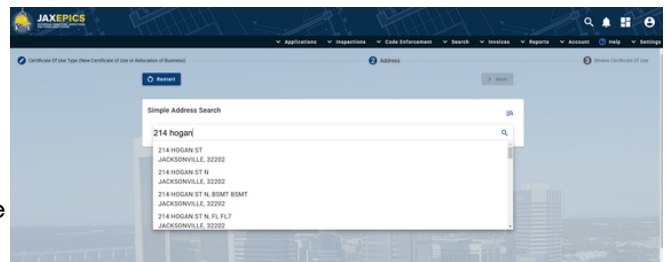 JAXEPICS
Applications Inspections Code Enforcement Search Invoices Reports Account Help Settings
Certificate Of Use Type (New Certificate of Use or Relocation of Business)
2 Address
3 Review Certificate Of Use
Restart
Next
Simple Address Search
214 hogan
214 HOGAN ST
JACKSONVILLE, 32202
214 HOGAN ST N
JACKSONVILLE, 32202
214 HOGAN ST N, BSMT BSMT
JACKSONVILLE, 32202
214 HOGAN ST N, FL FL7
JACKSONVILLE, 32202
e